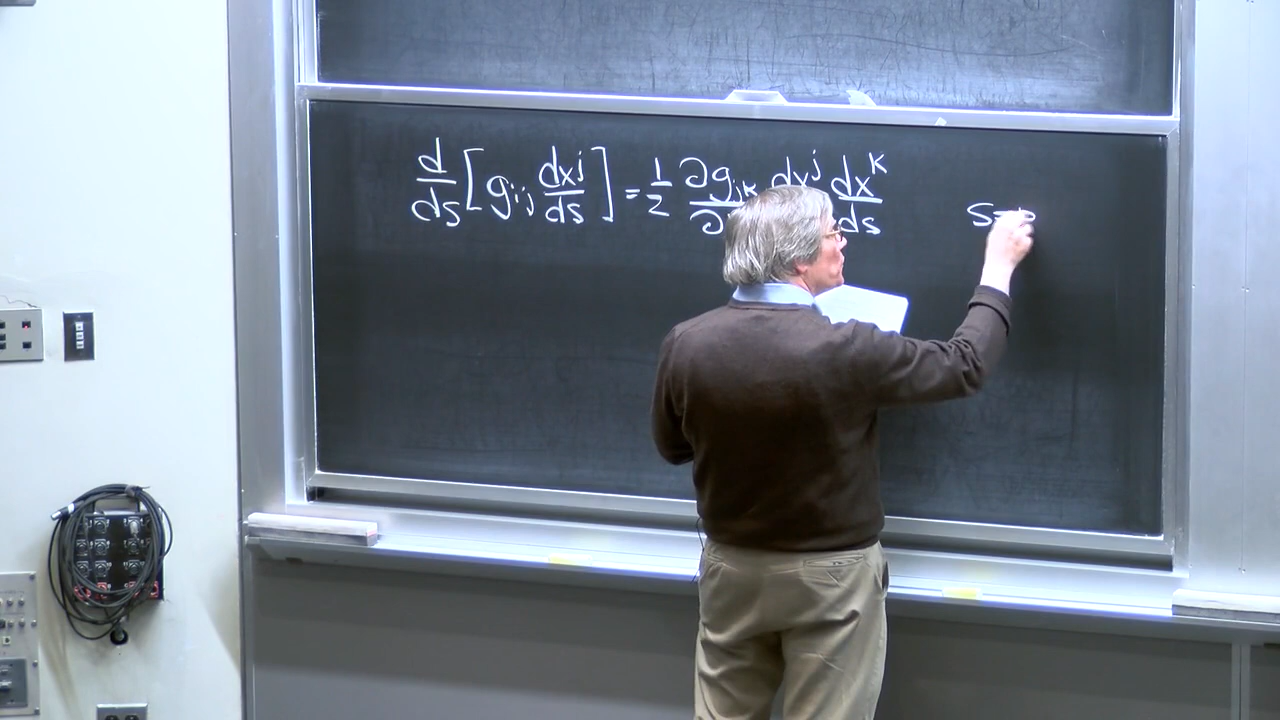 d/ds [g_ij dx^j/ds] = 1/2 ∂g_jk/∂ dx^j/ dx^k/ds s=